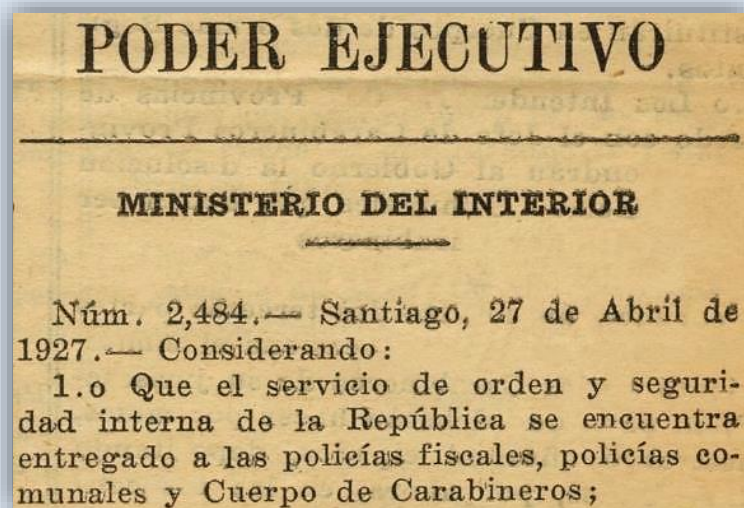 PODER EJECUTIVO
MINISTERIO DEL INTERIOR
Núm. 2,484.— Santiago, 27 de Abril de
1927.— Considerando:
1.o Que el servicio de orden y seguri-
dad interna de la República se encuentra
entregado a las policías fiscales, policías co-
munales y Cuerpo de Carabineros;